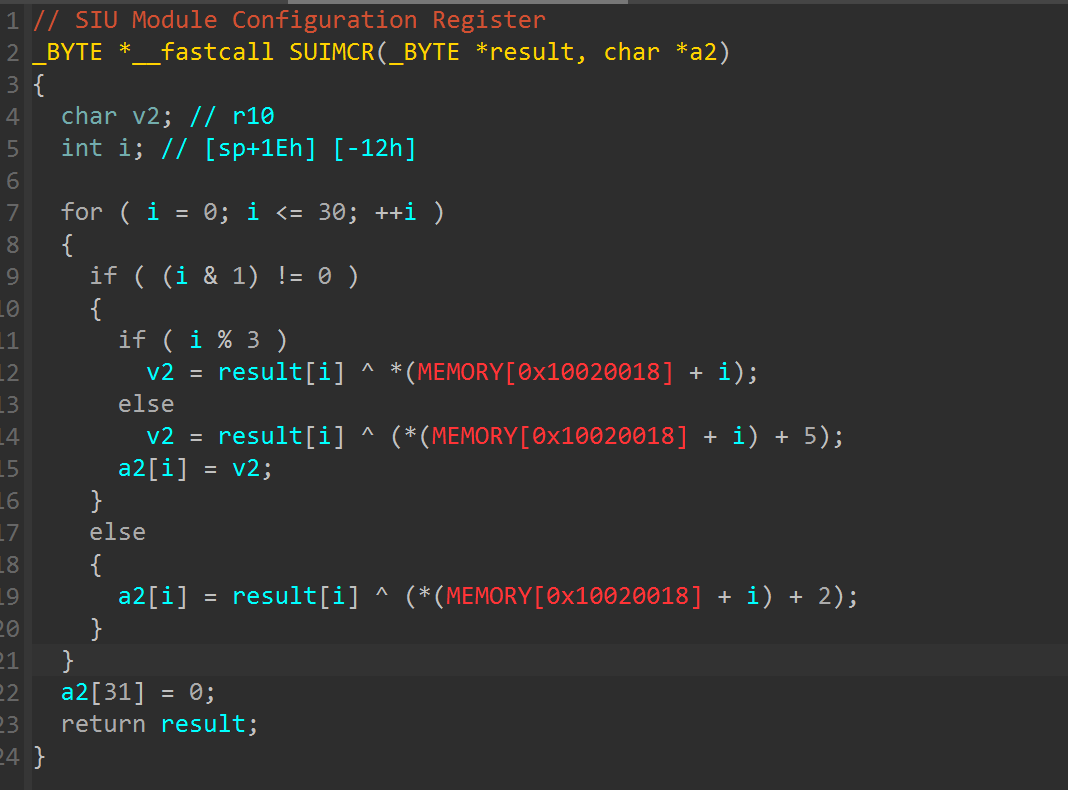 1 // SIU Module Configuration Register
2 _BYTE *__fastcall SUIMCR(_BYTE *result, char *a2)
3 {
4   char v2; // r10
5   int i; // [sp+1Eh] [-12h]
6
7   for ( i = 0; i <= 30; ++i )
8   {
9     if ( (i & 1) != 0 )
10     {
11       if ( i % 3 )
12         v2 = result[i] ^ *(MEMORY[0x10020018] + i);
13       else
14         v2 = result[i] ^ (*(MEMORY[0x10020018] + i) + 5);
15       a2[i] = v2;
16     }
17     else
18     {
19       a2[i] = result[i] ^ (*(MEMORY[0x10020018] + i) + 2);
20     }
21   }
22   a2[31] = 0;
23   return result;
24 }